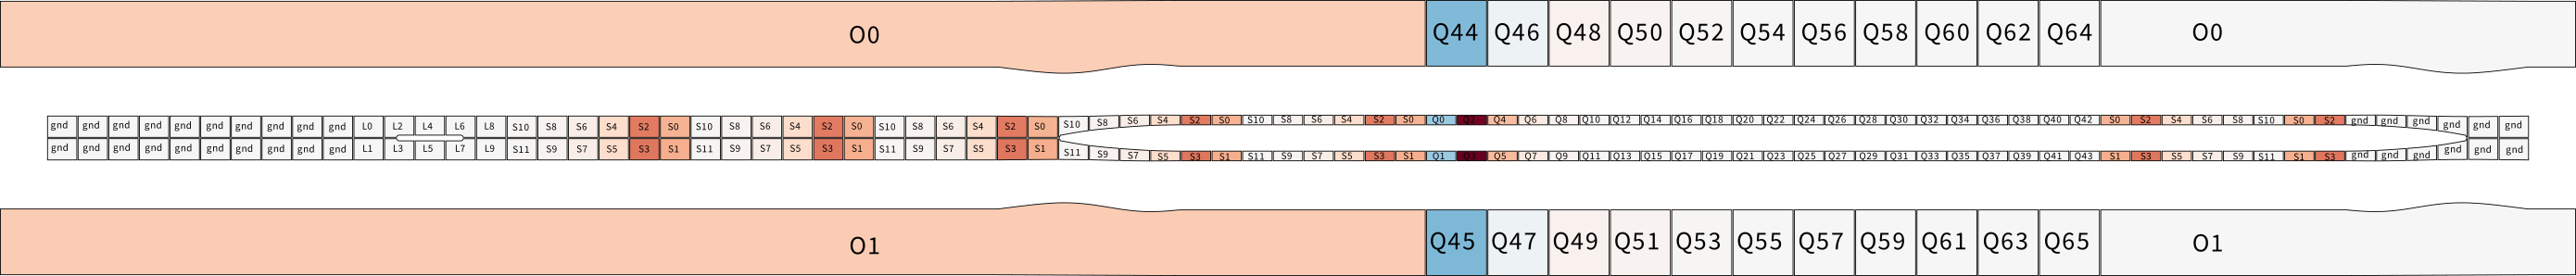 O0 Q44 Q46 Q48 Q50 Q52 Q54 Q56 Q58 Q60 Q62 Q64 O0
gnd gnd gnd gnd gnd gnd gnd gnd gnd gnd L0 L2 L4 L6 L8 S10 S8 S6 S4 S2 S0 S10 S8 S6 S4 S2 S0 S10 S8 S6 S4 S2 S0 S10 S8 S6 S4 S2 S0 S10 S8 S6 S4 S2 S0 Q0 Q2 Q4 Q6 Q8 Q10 Q12 Q14 Q16 Q18 Q20 Q22 Q24 Q26 Q28 Q30 Q32 Q34 Q36 Q38 Q40 Q42 S0 S2 S4 S6 S8 S10 S0 S2 gnd gnd gnd gnd gnd gnd
gnd gnd gnd gnd gnd gnd gnd gnd gnd gnd L1 L3 L5 L7 L9 S11 S9 S7 S5 S3 S1 S11 S9 S7 S5 S3 S1 S11 S9 S7 S5 S3 S1 S11 S9 S7 S5 S3 S1 S11 S9 S7 S5 S3 S1 Q1 Q3 Q5 Q7 Q9 Q11 Q13 Q15 Q17 Q19 Q21 Q23 Q25 Q27 Q29 Q31 Q33 Q35 Q37 Q39 Q41 Q43 S1 S3 S5 S7 S9 S11 S1 S3 gnd gnd gnd gnd gnd gnd
O1 Q45 Q47 Q49 Q51 Q53 Q55 Q57 Q59 Q61 Q63 Q65 O1